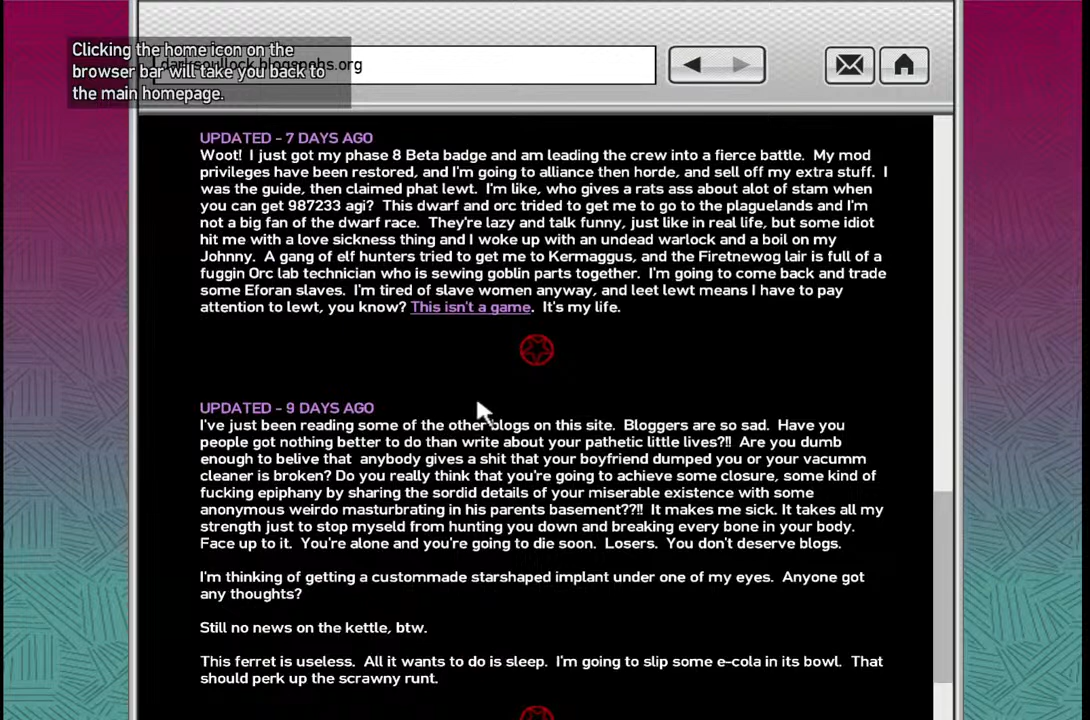 Clicking the home icon on the
browser bar will take you back to
the main homepage.
darksoullock.blogsnobs.org
UPDATED - 7 DAYS AGO
Woot! I just got my phase 8 Beta badge and am leading the crew into a fierce battle. My mod
privileges have been restored, and I'm going to alliance then horde, and sell off my extra stuff. I
was the guide, then claimed phat lewt. I'm like, who gives a rats ass about alot of stam when
you can get 987233 agi? This dwarf and orc trided to get me to go to the plaguelands and I'm
not a big fan of the dwarf race. They're lazy and talk funny, just like in real life, but some idiot
hit me with a love sickness thing and I woke up with an undead warlock and a boil on my
Johnny. A gang of elf hunters tried to get me to Kermaggus, and the Firetnewog lair is full of a
fuggin Orc lab technician who is sewing goblin parts together. I'm going to come back and trade
some Eforan slaves. I'm tired of slave women anyway, and leet lewt means I have to pay
attention to lewt, you know? This isn't a game. It's my life.
UPDATED - 9 DAYS AGO
I've just been reading some of the other blogs on this site. Bloggers are so sad. Have you
people got nothing better to do than write about your pathetic little lives?!! Are you dumb
enough to belive that anybody gives a shit that your boyfriend dumped you or your vacumm
cleaner is broken? Do you really think that you're going to achieve some closure, some kind of
fucking epiphany by sharing the sordid details of your miserable existence with some
anonymous weirdo masturbrating in his parents basement??!! It makes me sick. It takes all my
strength just to stop myseld from hunting you down and breaking every bone in your body.
Face up to it. You're alone and you're going to die soon. Losers. You don't deserve blogs.
I'm thinking of getting a custommade starshaped implant under one of my eyes. Anyone got
any thoughts?
Still no news on the kettle, btw.
This ferret is useless. All it wants to do is sleep. I'm going to slip some e-cola in its bowl. That
should perk up the scrawny runt.